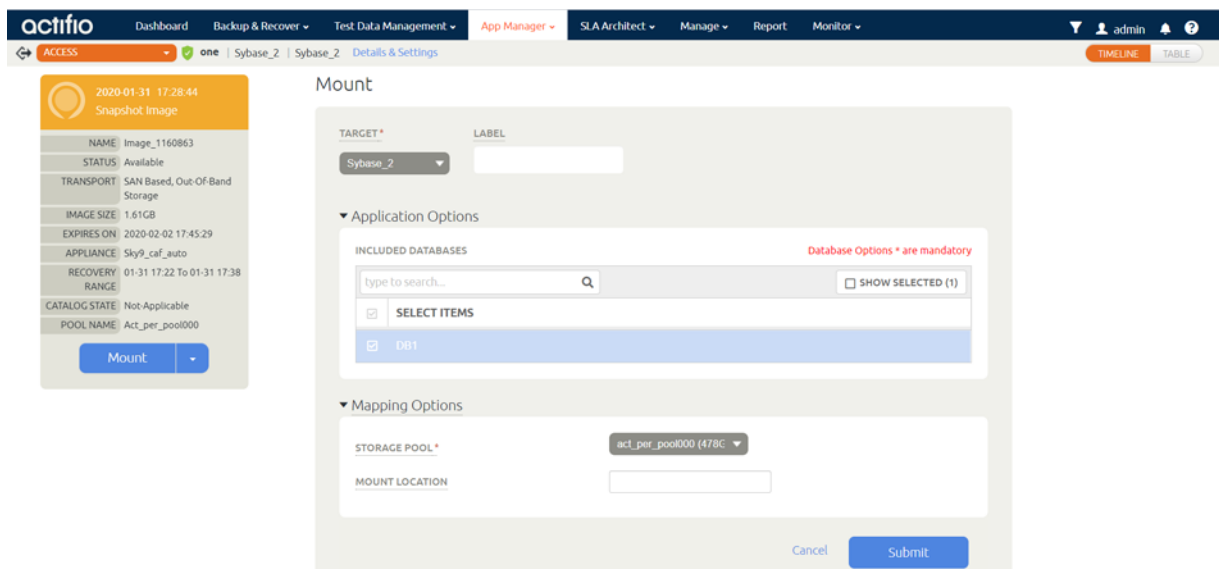 actifio Dashboard Backup & Recover Test Data Management App Manager SLA Architect Manage Report Monitor admin ?
ACCESS one | Sybase_2 | Sybase_2 Details & Settings TIMELINE TABLE
2020-01-31 17:28:44
Snapshot Image
NAME Image_1160863
STATUS Available
TRANSPORT SAN Based, Out-Of-Band
Storage
IMAGE SIZE 1.61GB
EXPIRES ON 2020-02-02 17:45:29
APPLIANCE Sky9_caf_auto
RECOVERY 01-31 17:22 To 01-31 17:38
RANGE
CATALOG STATE Not-Applicable
POOL NAME Act_per_pool000
Mount
Mount
TARGET* LABEL
Sybase_2
Application Options
INCLUDED DATABASES Database Options * are mandatory
type to search... SHOW SELECTED (1)
SELECT ITEMS
DB1
Mapping Options
STORAGE POOL* act_per_pool000 (478G
MOUNT LOCATION
Cancel Submit